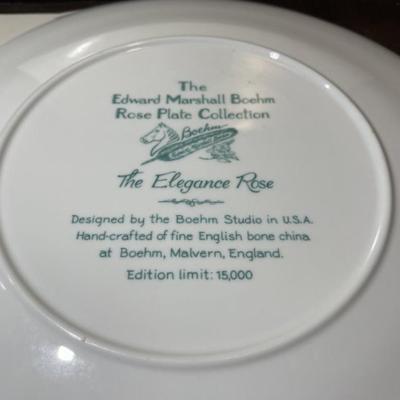 The
Edward Marshall Boehm
Rose Plate Collection
Boehm
The Elegance Rose
Designed by the Boehm Studio in U.S.A.
Hand-crafted of fine English bone china
at Boehm, Malvern, England.
Edition limit: 15,000